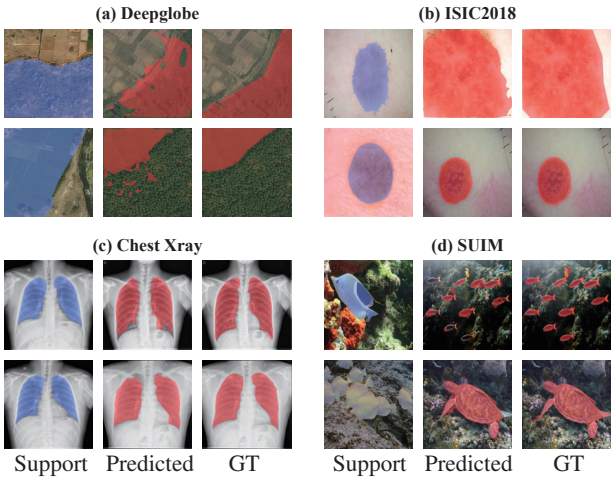 (a) Deepglobe
(b) ISIC2018
(c) Chest Xray
(d) SUIM
Support Predicted GT
Support Predicted GT